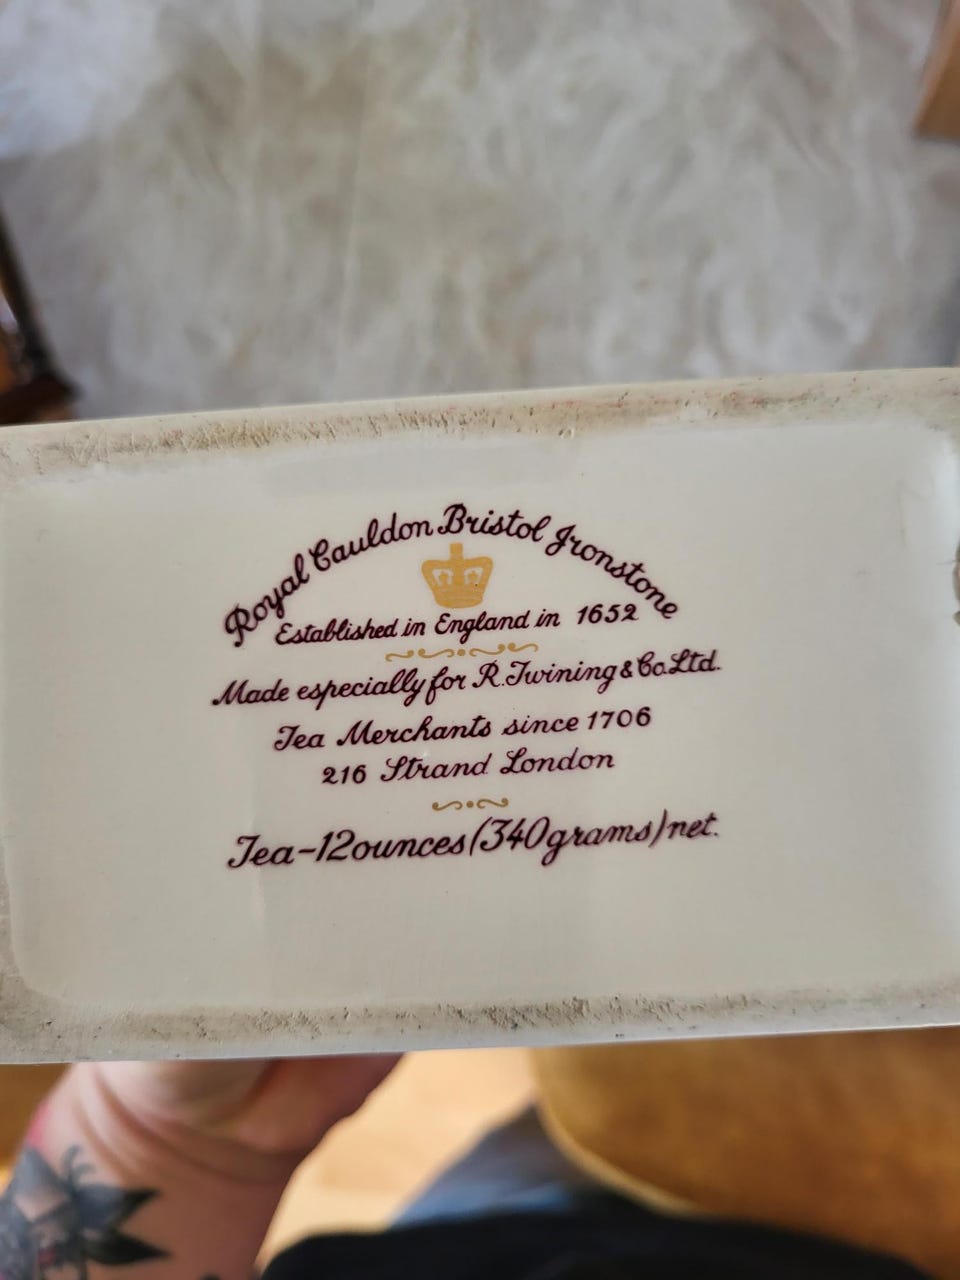 Royal Cauldon Bristol Ironstone
Established in England in 1652
Made especially for R. Twining & Co. Ltd.
Tea Merchants since 1706
216 Strand London
Tea-12ounces(340grams)net.